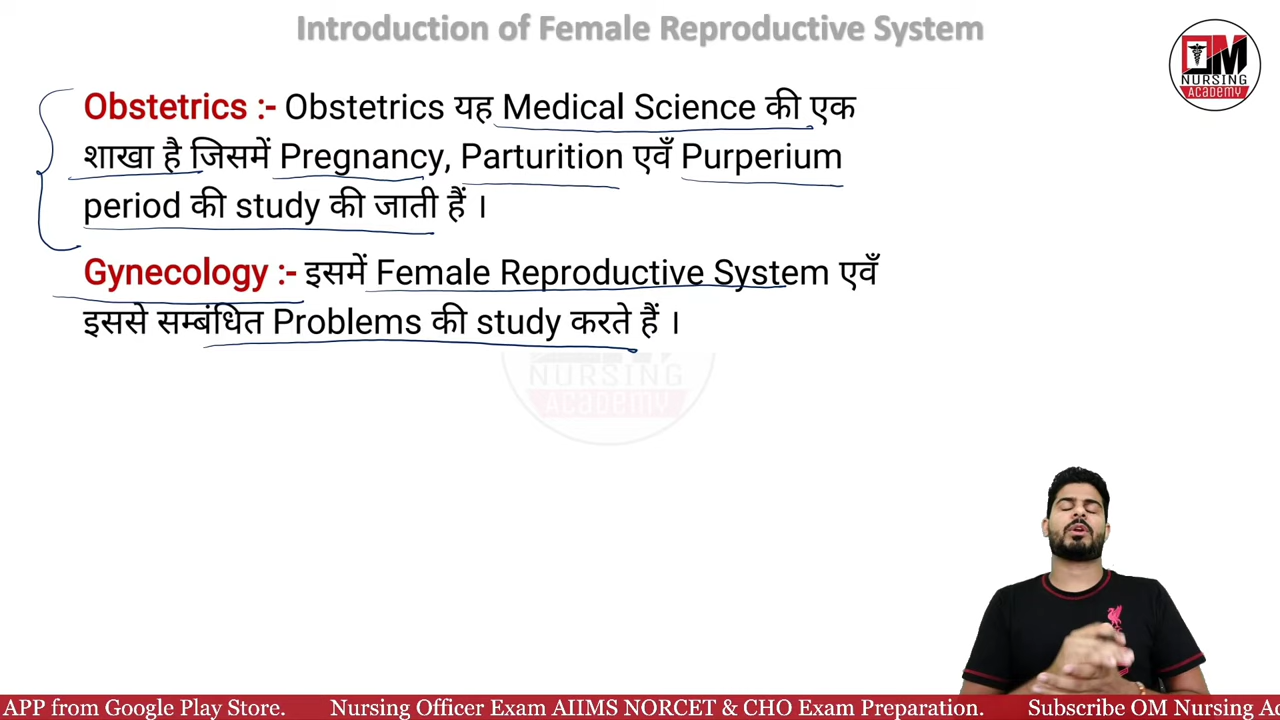 Introduction of Female Reproductive System
OM
NURSING
ACADEMY
Obstetrics :- Obstetrics यह Medical Science की एक
शाखा है जिसमें Pregnancy, Parturition एवँ Purperium
period की study की जाती हैं ।
Gynecology :- इसमें Female Reproductive System एवँ
इससे सम्बंधित Problems की study करते हैं ।
NURSING
Academy
APP from Google Play Store. Nursing Officer Exam AIIMS NORCET & CHO Exam Preparation. Subscribe OM Nursing Ac